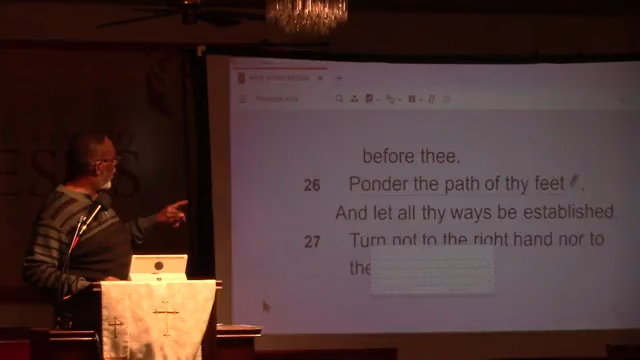 before thee.
26 Ponder the path of thy feet,
And let all thy ways be established.
27 Turn not to the right hand nor to
the